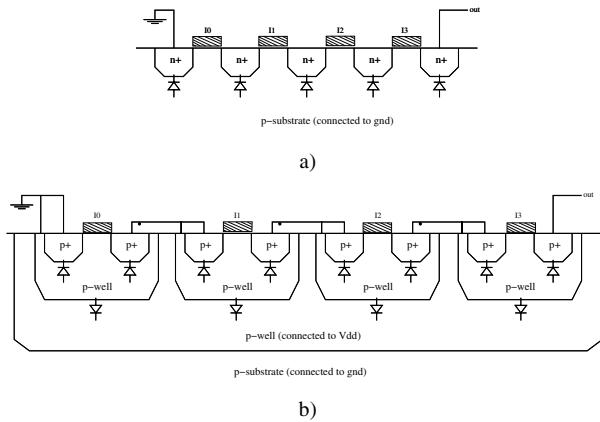 out
I0 I1 I2 I3
n+ n+ n+ n+ n+
p−substrate (connected to gnd)
a)
out
I0 I1 I2 I3
p+ p+ p+ p+ p+ p+ p+ p+
p−well p−well p−well p−well
p−well (connected to Vdd)
p−substrate (connected to gnd)
b)